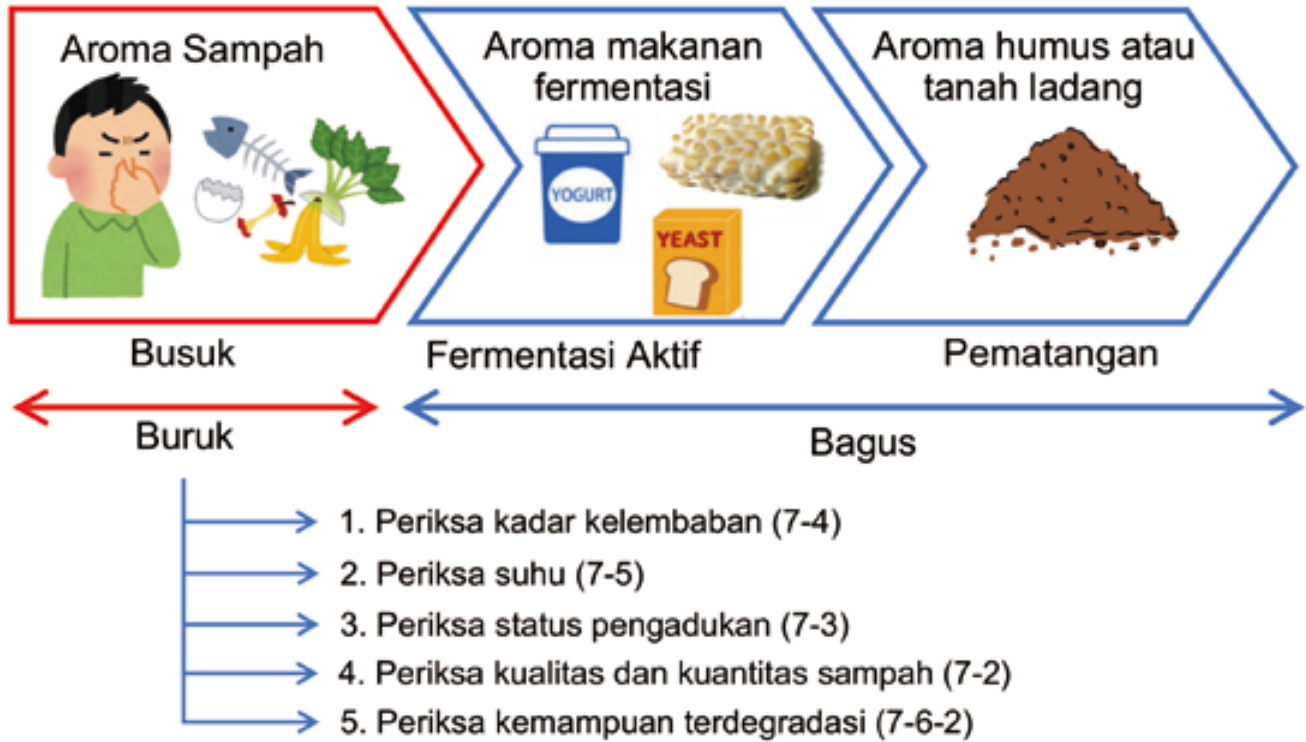 Aroma Sampah
Aroma makanan
fermentasi
YOGURT
YEAST
Aroma humus atau
tanah ladang
Busuk
Fermentasi Aktif
Pematangan
Buruk
Bagus
1. Periksa kadar kelembaban (7-4)
2. Periksa suhu (7-5)
3. Periksa status pengadukan (7-3)
4. Periksa kualitas dan kuantitas sampah (7-2)
5. Periksa kemampuan terdegradasi (7-6-2)